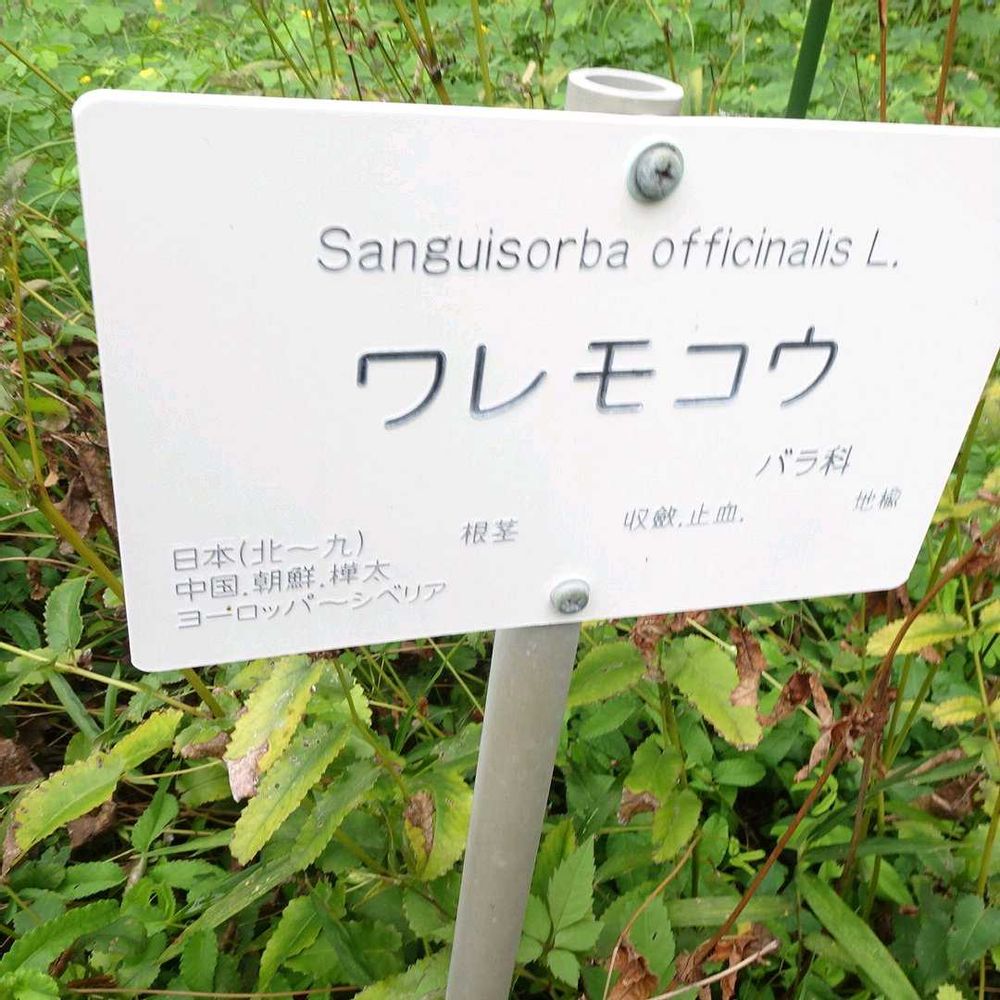 Sanguisorba officinalis L.
ワレモコウ
バラ科
日本(北～九)
中国.朝鮮.樺太
ヨーロッパ～シベリア
根茎
収斂.止血.
地楡